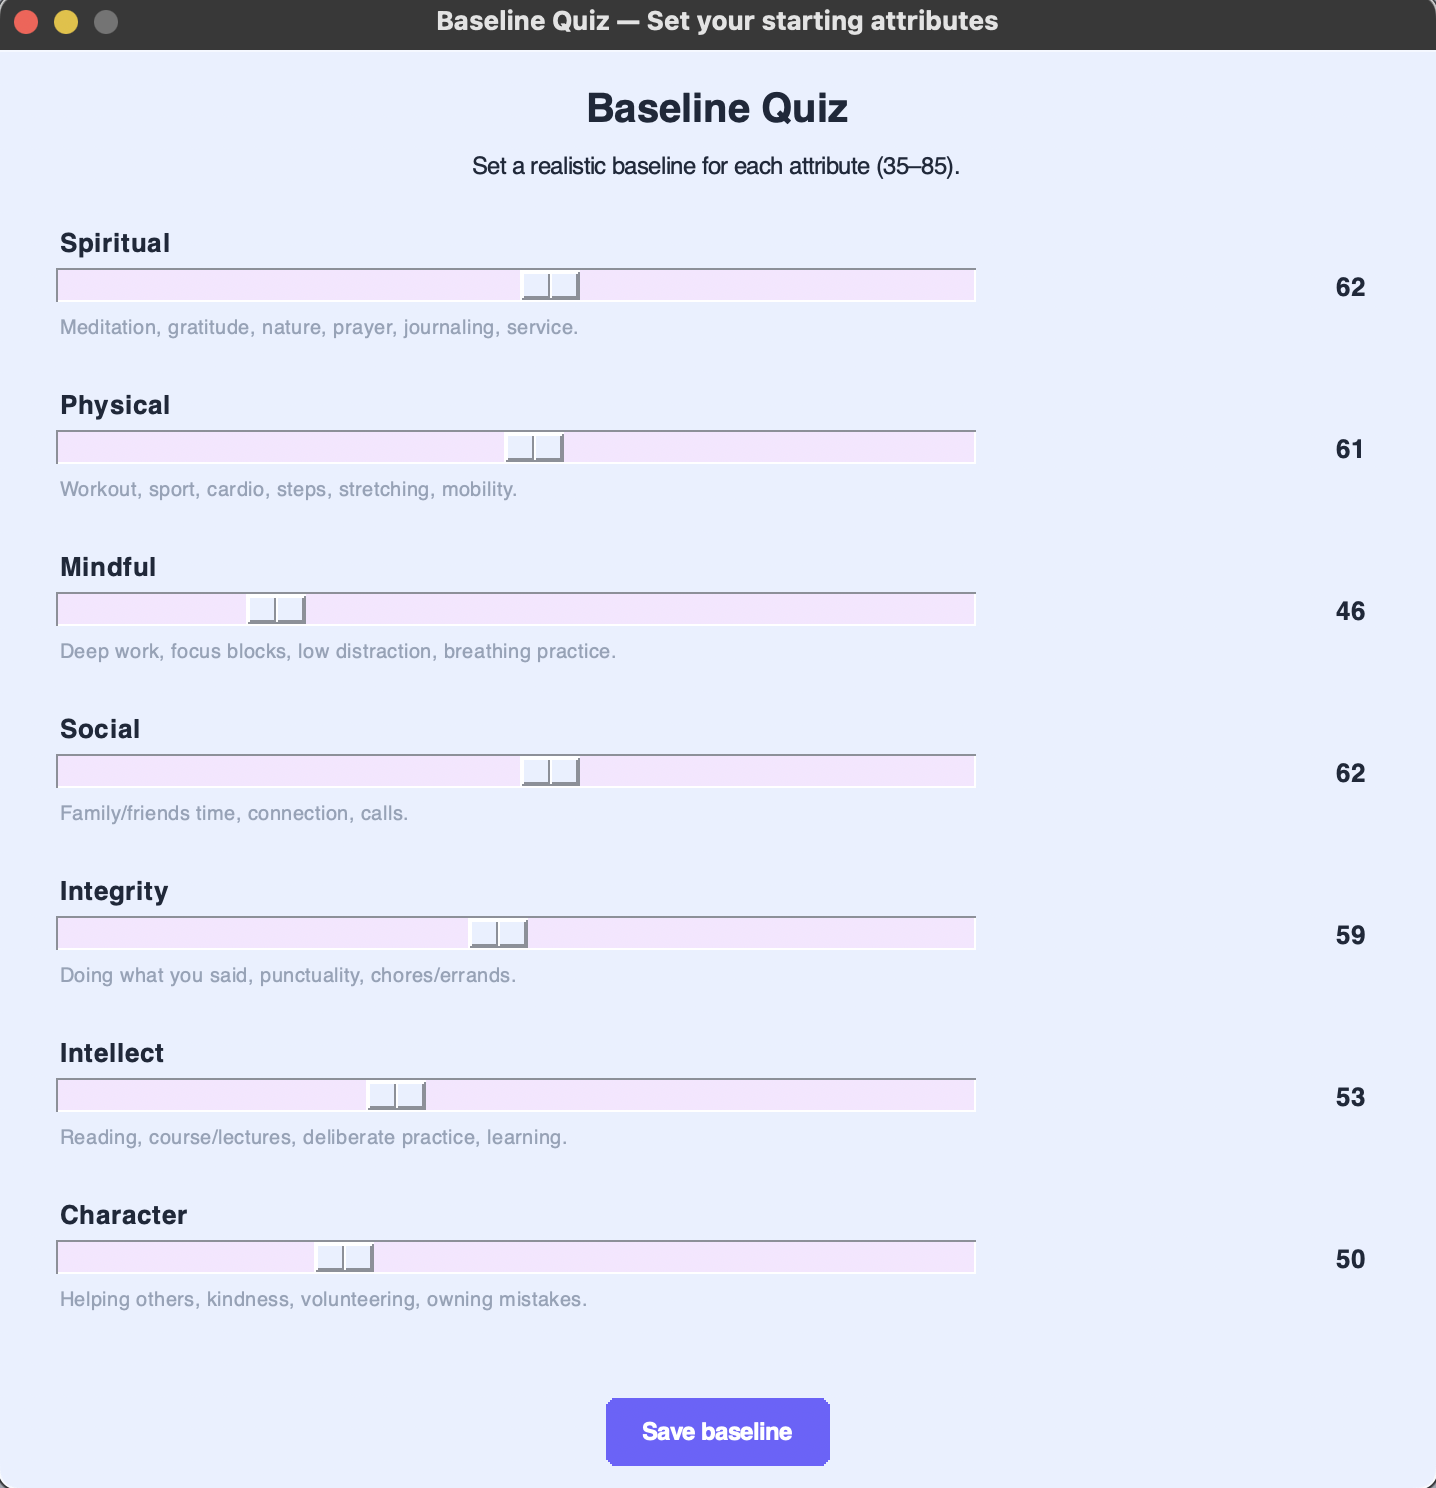 Baseline Quiz — Set your starting attributes
Baseline Quiz
Set a realistic baseline for each attribute (35–85).
Spiritual
62
Meditation, gratitude, nature, prayer, journaling, service.
Physical
61
Workout, sport, cardio, steps, stretching, mobility.
Mindful
46
Deep work, focus blocks, low distraction, breathing practice.
Social
62
Family/friends time, connection, calls.
Integrity
59
Doing what you said, punctuality, chores/errands.
Intellect
53
Reading, course/lectures, deliberate practice, learning.
Character
50
Helping others, kindness, volunteering, owning mistakes.
Save baseline